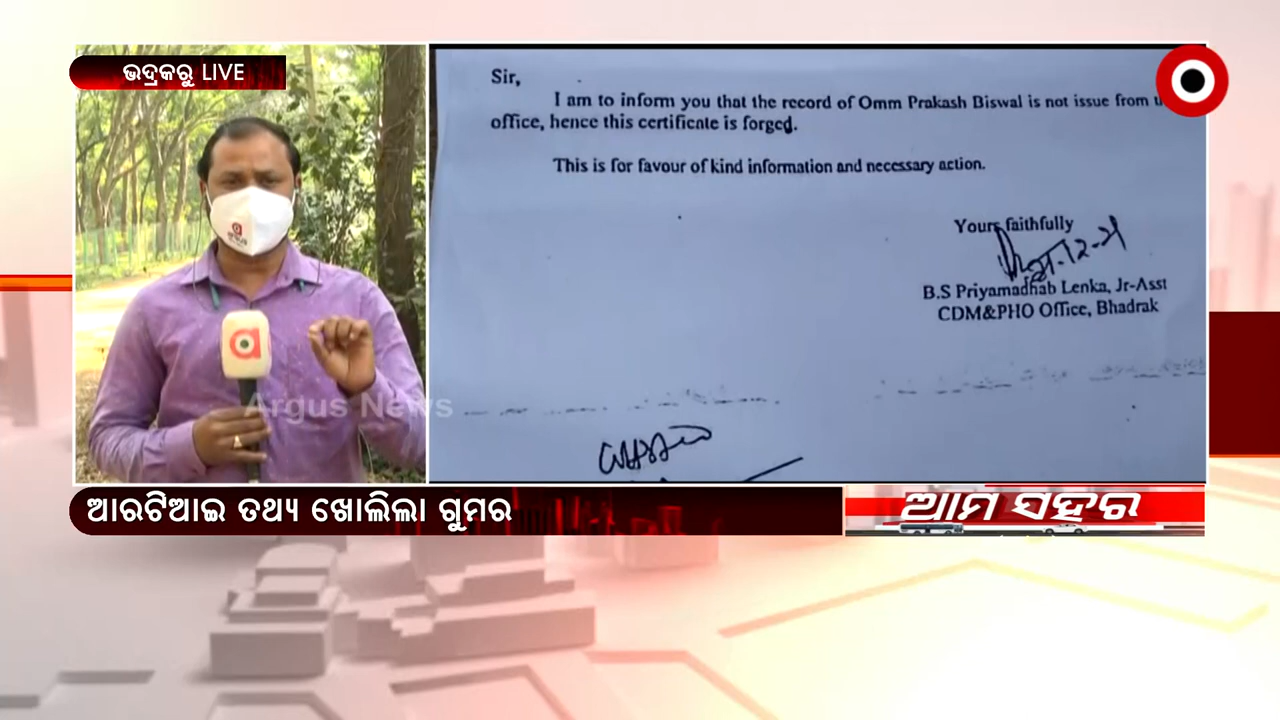 ଭଦ୍ରକରୁ LIVE
Sir,
I am to inform you that the record of Omm Prakash Biswal is not issue from
office, hence this certificate is forged.
This is for favour of kind information and necessary action.
Yours faithfully
B.S Priyamadhab Lenka, Jr-Asst
CDM&PHO Office, Bhadrak
Argus News
ଆରଟିଆଇ ତଥ୍ୟ ଖୋଲିଲା ଗୁମର
ଆମ ସହର